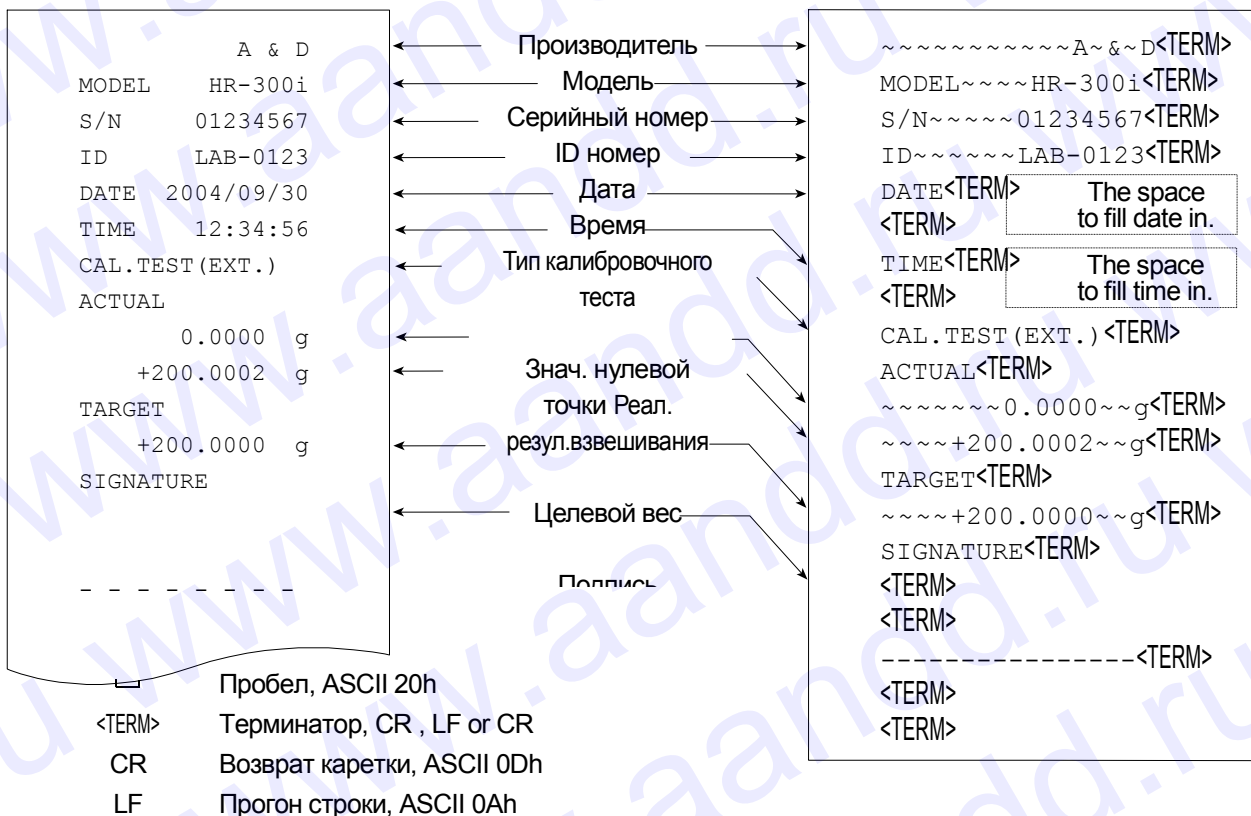 A & D
MODEL HR-300i
S/N 01234567
ID LAB-0123
DATE 2004/09/30
TIME 12:34:56
CAL.TEST(EXT.)
ACTUAL
0.0000 g
+200.0002 g
TARGET
+200.0000 g
SIGNATURE
- - - - - - - -
Производитель
Модель
Серийный номер
ID номер
Дата
Время
Тип калибровочного
теста
Знач. нулевой
точки Реал.
резул.взвешивания
Целевой вес
Подпись
~~~~~~~~~~~A~&~D<TERM>
MODEL~~~~HR-300i<TERM>
S/N~~~~~01234567<TERM>
ID~~~~~~LAB-0123<TERM>
DATE<TERM> The space
<TERM> to fill date in.
TIME<TERM> The space
<TERM> to fill time in.
CAL.TEST(EXT.)<TERM>
ACTUAL<TERM>
~~~~~~~0.0000~~g<TERM>
~~~~+200.0002~~g<TERM>
TARGET<TERM>
~~~~+200.0000~~g<TERM>
SIGNATURE<TERM>
<TERM>
<TERM>
----------------<TERM>
<TERM>
<TERM>
␣ Пробел, ASCII 20h
<TERM> Терминатор, CR , LF or CR
CR Возврат каретки, ASCII 0Dh
LF Прогон строки, ASCII 0Ah
www.aandd.ru